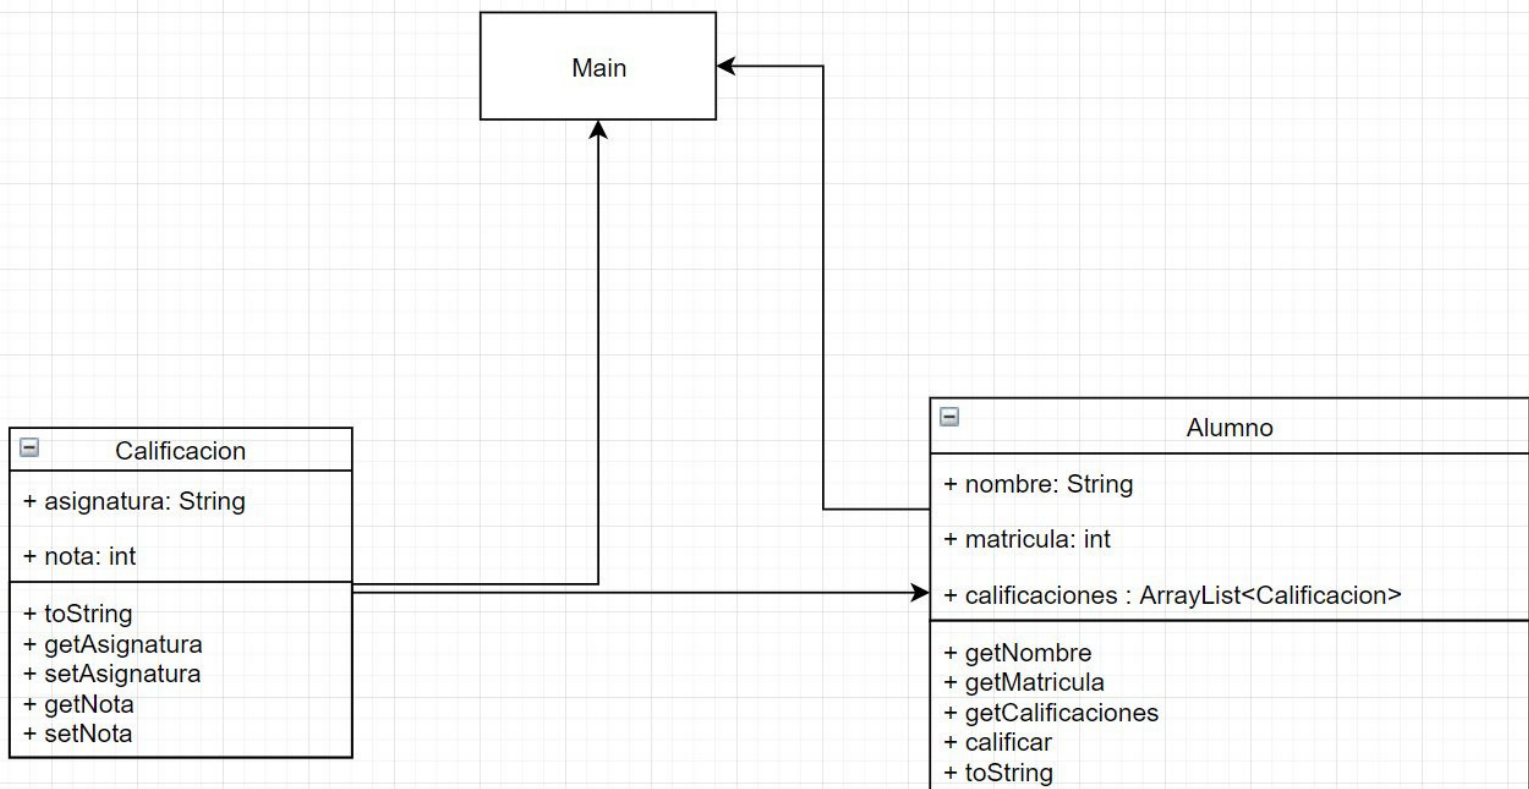 Main
Calificacion
+ asignatura: String
+ nota: int
+ toString
+ getAsignatura
+ setAsignatura
+ getNota
+ setNota
Alumno
+ nombre: String
+ matricula: int
+ calificaciones : ArrayList<Calificacion>
+ getNombre
+ getMatricula
+ getCalificaciones
+ calificar
+ toString